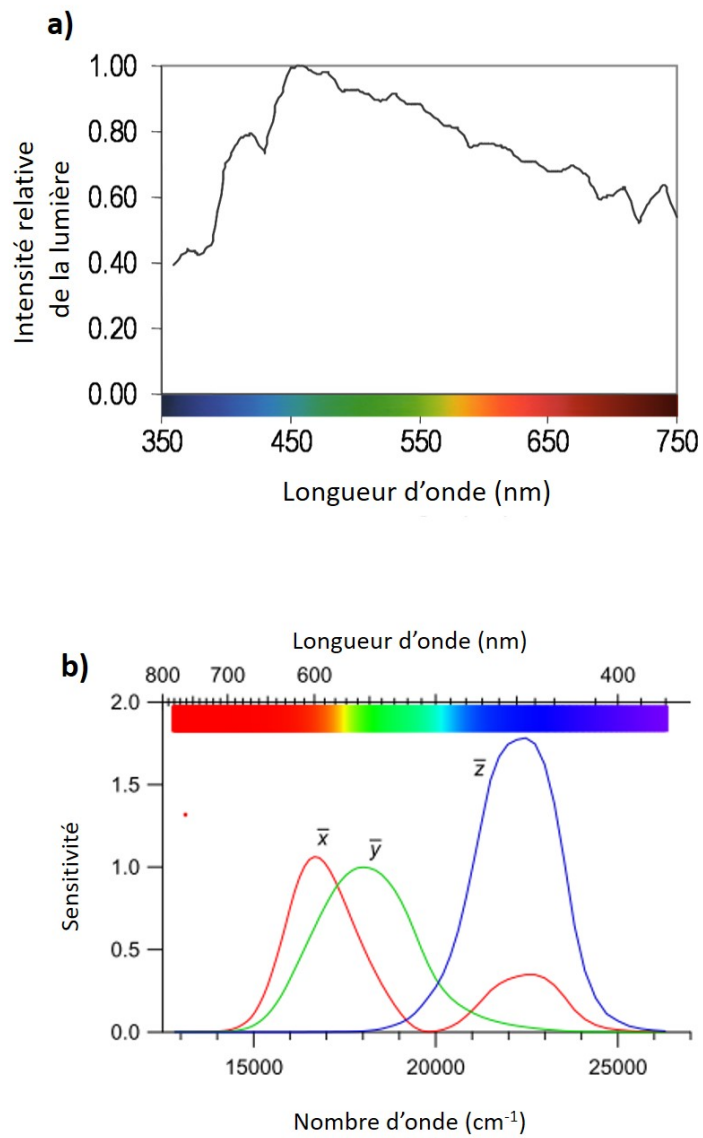 a)
Intensité relative
de la lumière
1.00
0.80
0.60
0.40
0.20
0.00
350 450 550 650 750
Longueur d’onde (nm)
b)
Longueur d’onde (nm)
800 700 600 400
Sensitivité
2.0
1.5
1.0
0.5
0.0
x̅ y̅ z̅
15000 20000 25000
Nombre d’onde (cm⁻¹)